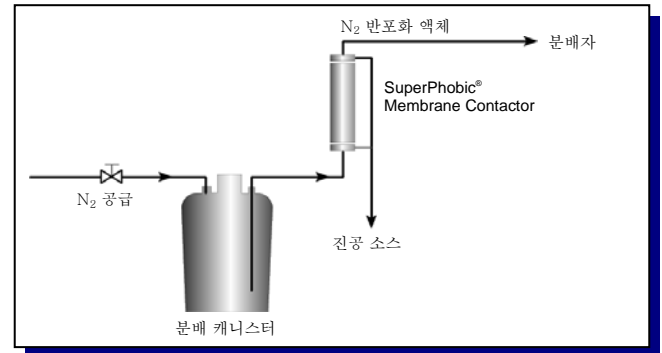 N₂ 반포화 액체
분배자
SuperPhobic®
Membrane Contactor
N₂ 공급
진공 소스
분배 캐니스터